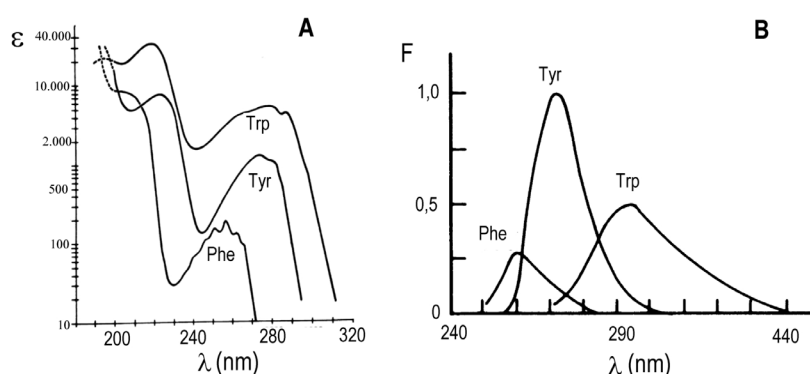 A
ε
40.000
10.000
2.000
500
100
10
Trp
Tyr
Phe
200
240
280
320
λ (nm)
B
F
1,0
0,5
0
Tyr
Trp
Phe
240
290
440
λ (nm)